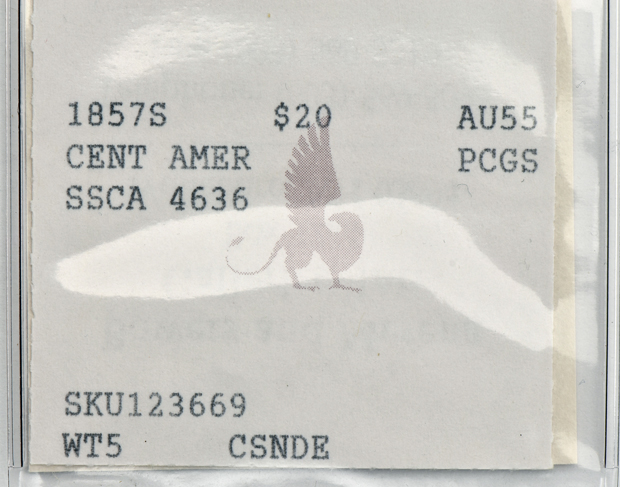 1857S $20 AU55
CENT AMER PCGS
SSCA 4636
SKU123669
WT5 CSNDE